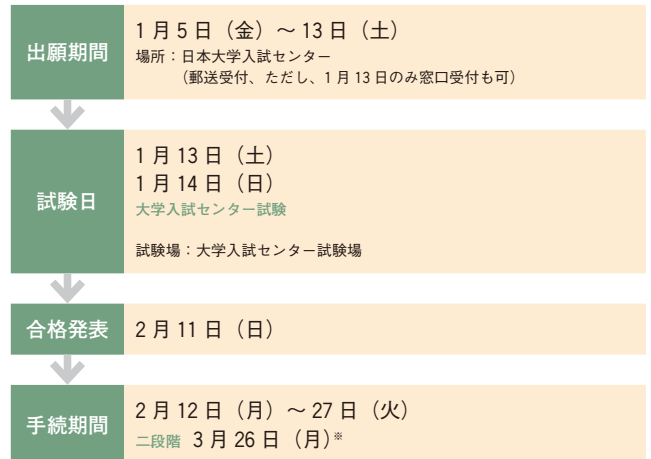 出願期間
1月5日（金）～13日（土）
場所：日本大学入試センター
（郵送受付、ただし、1月13日のみ窓口受付も可）
試験日
1月13日（土）
1月14日（日）
大学入試センター試験
試験場：大学入試センター試験場
合格発表
2月11日（日）
手続期間
2月12日（月）～27日（火）
二段階 3月26日（月）※